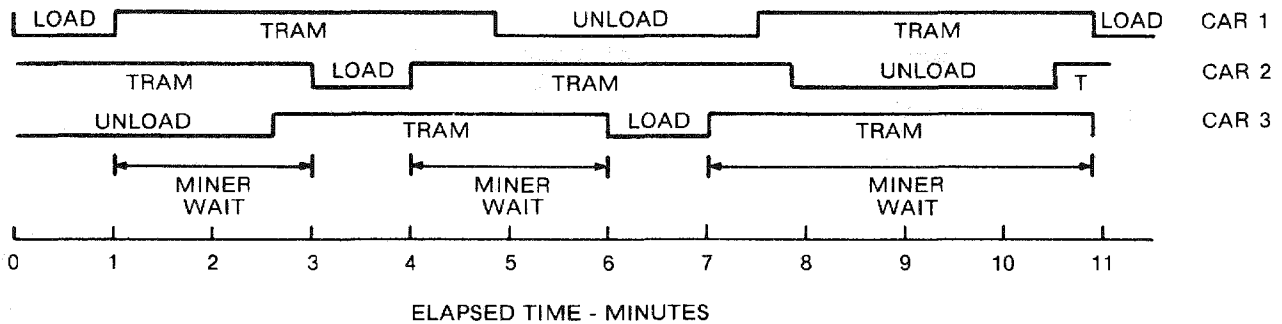 LOAD TRAM UNLOAD TRAM LOAD CAR 1
TRAM LOAD TRAM UNLOAD T CAR 2
UNLOAD TRAM LOAD TRAM CAR 3
MINER WAIT MINER WAIT MINER WAIT
0 1 2 3 4 5 6 7 8 9 10 11
ELAPSED TIME - MINUTES